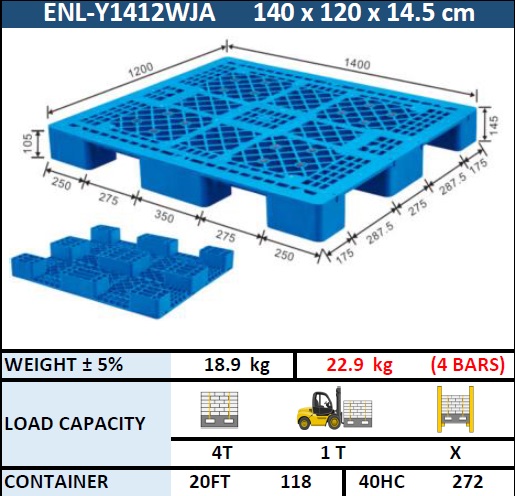 ENL-Y1412WJA 140 x 120 x 14.5 cm
1200
1400
105
145
250
275
350
275
250
175
287.5
275
287.5
175
WEIGHT ± 5% 18.9 kg 22.9 kg (4 BARS)
LOAD CAPACITY
4T 1 T X
CONTAINER 20FT 118 40HC 272